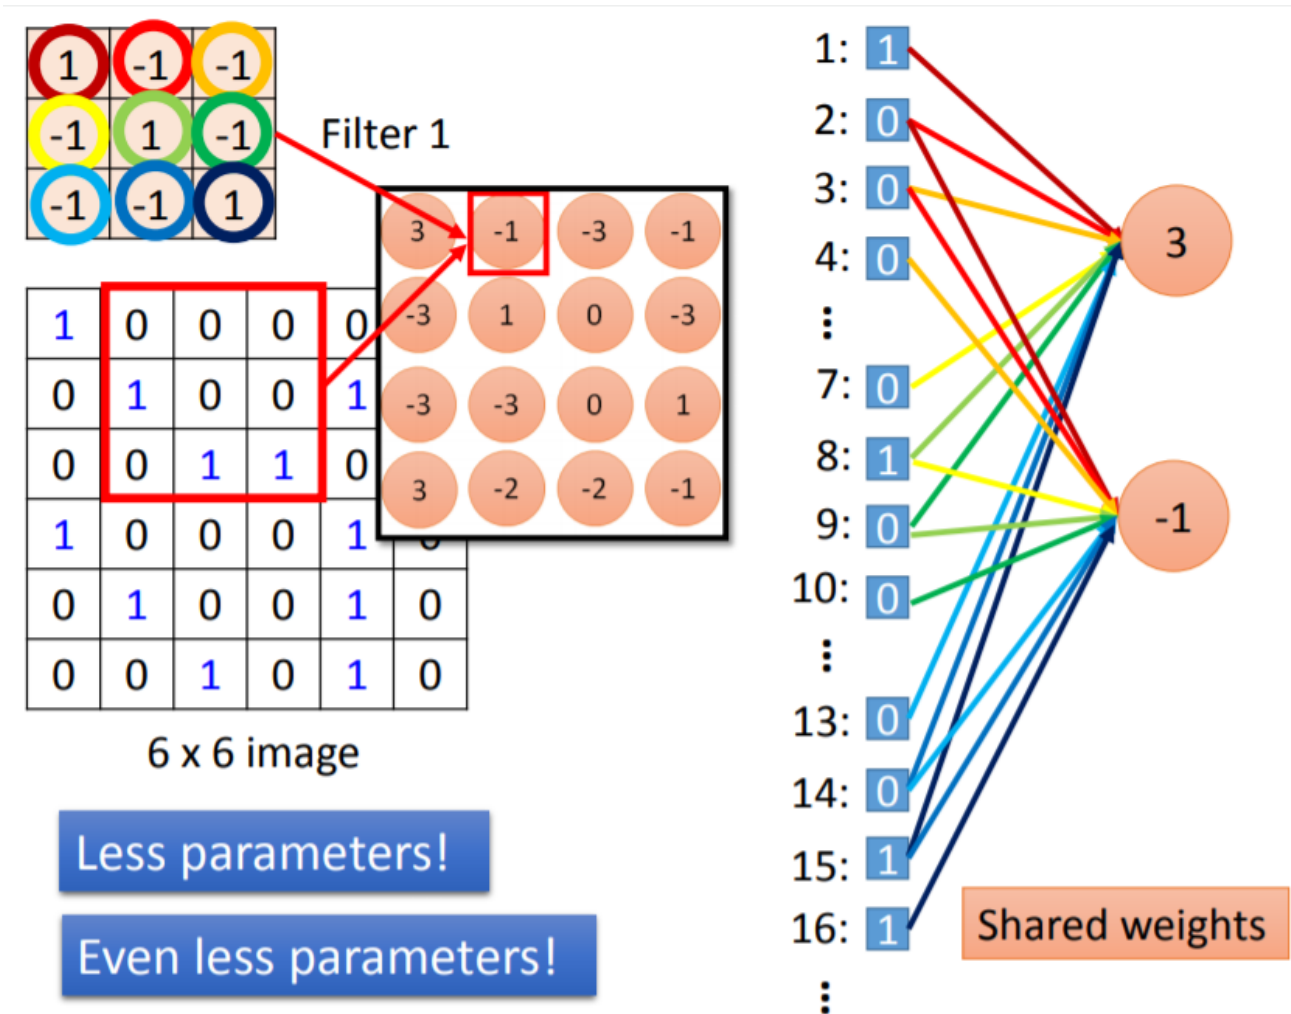 1 -1 -1
-1 1 -1
-1 -1 1
Filter 1
3 -1 -3 -1
-3 1 0 -3
-3 -3 0 1
3 -2 -2 -1
1 0 0 0 0
0 1 0 0 1
0 0 1 1 0
1 0 0 0 1
0 1 0 0 1 0
0 0 1 0 1 0
6 x 6 image
Less parameters!
Even less parameters!
1: 1
2: 0
3: 0
4: 0
⋮
7: 0
8: 1
9: 0
10: 0
⋮
13: 0
14: 0
15: 1
16: 1
⋮
3
-1
Shared weights